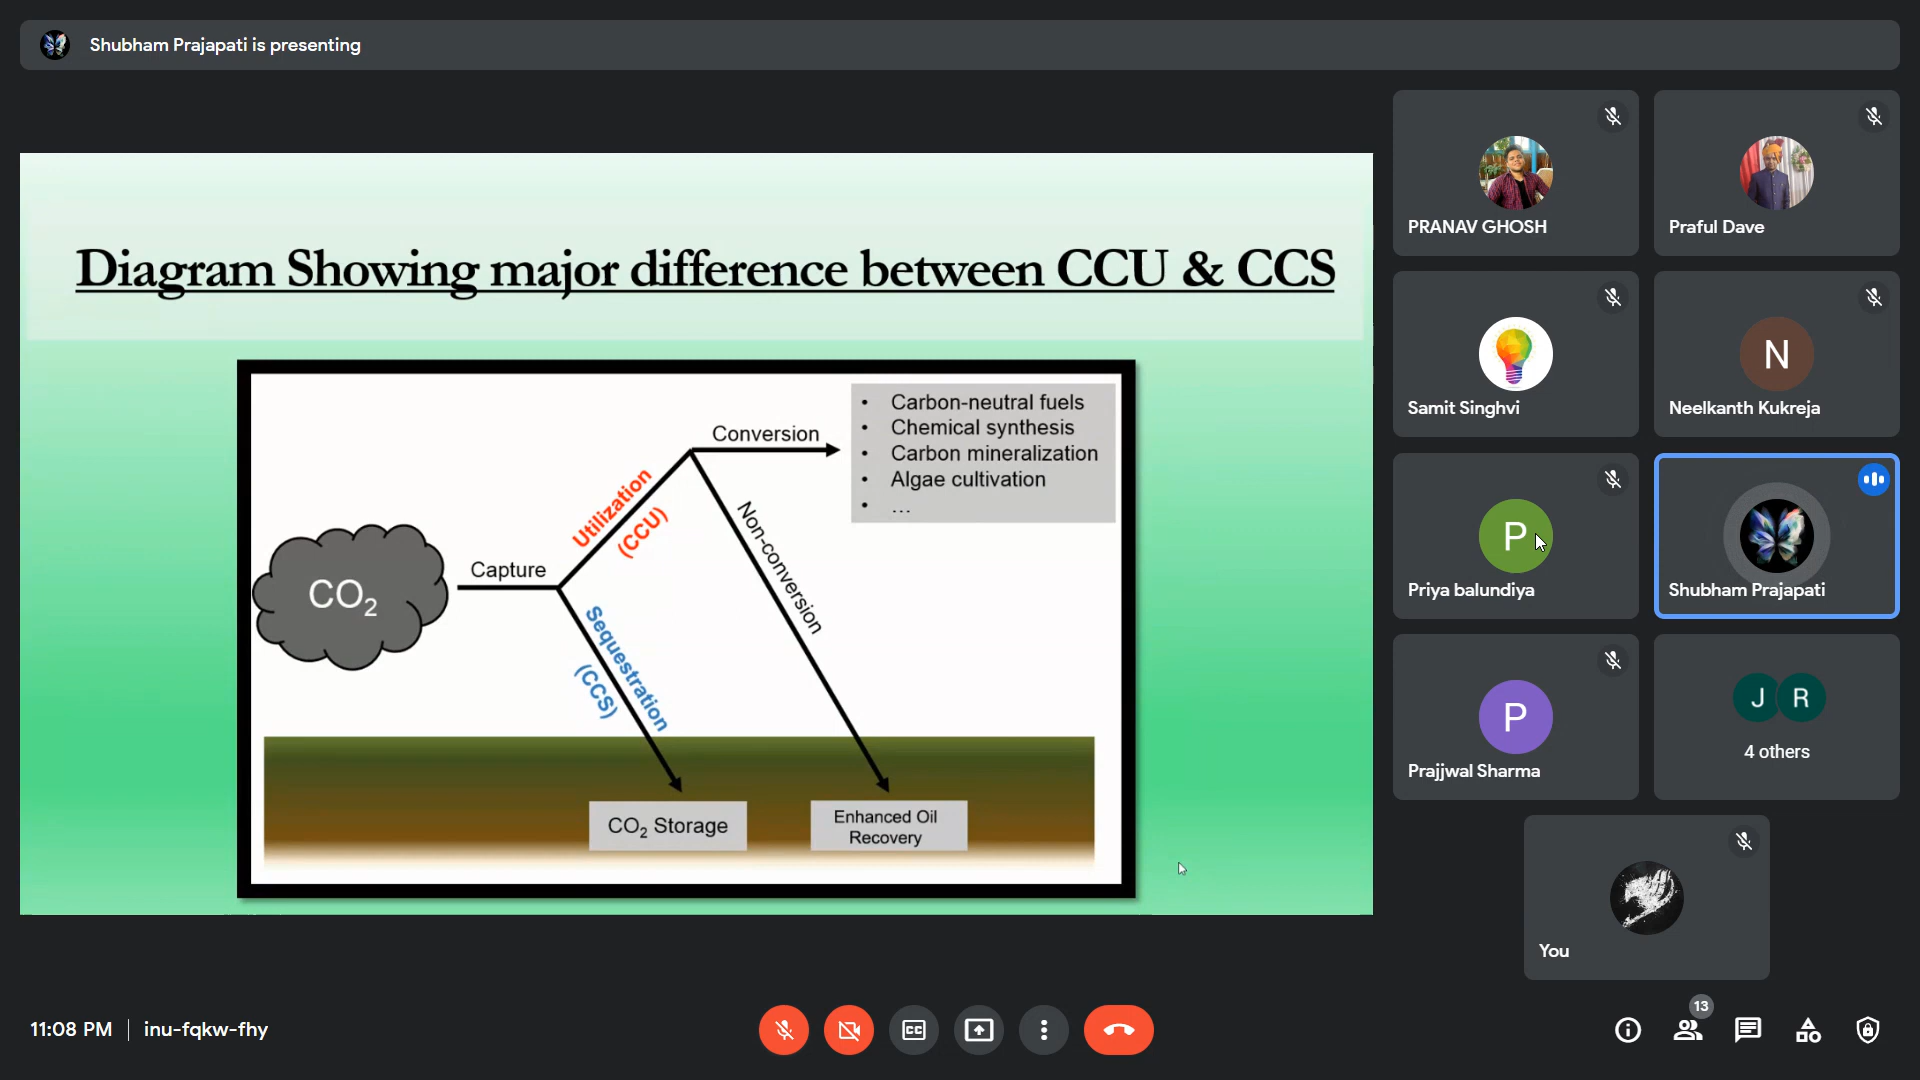 Shubham Prajapati is presenting
Diagram Showing major difference between CCU & CCS
CO2
Capture
Utilization
(CCU)
Sequestration
(CCS)
Conversion
Non-conversion
• Carbon-neutral fuels
• Chemical synthesis
• Carbon mineralization
• Algae cultivation
• ...
CO2 Storage
Enhanced Oil
Recovery
PRANAV GHOSH
Praful Dave
Samit Singhvi
N
Neelkanth Kukreja
P
Priya balundiya
Shubham Prajapati
P
Prajjwal Sharma
J R
4 others
You
11:08 PM | inu-fqkw-fhy
CC
13